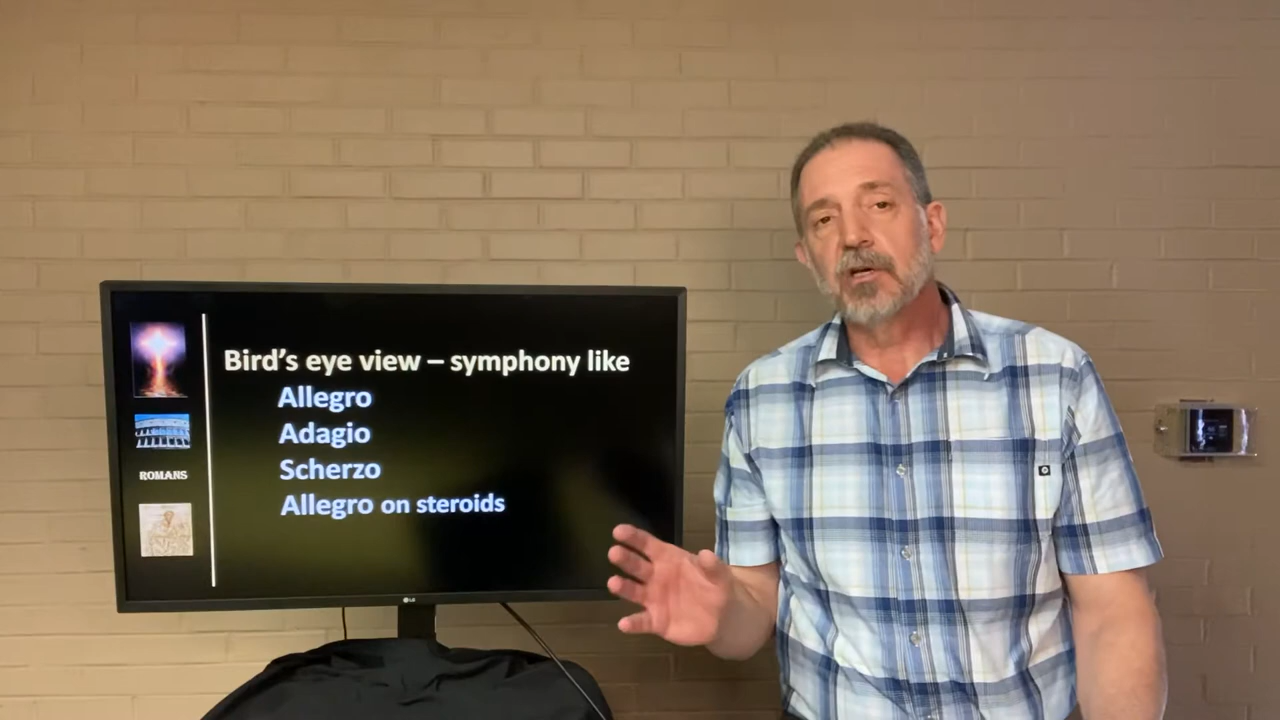 Bird's eye view – symphony like
Allegro
Adagio
Scherzo
Allegro on steroids
ROMANS
LG